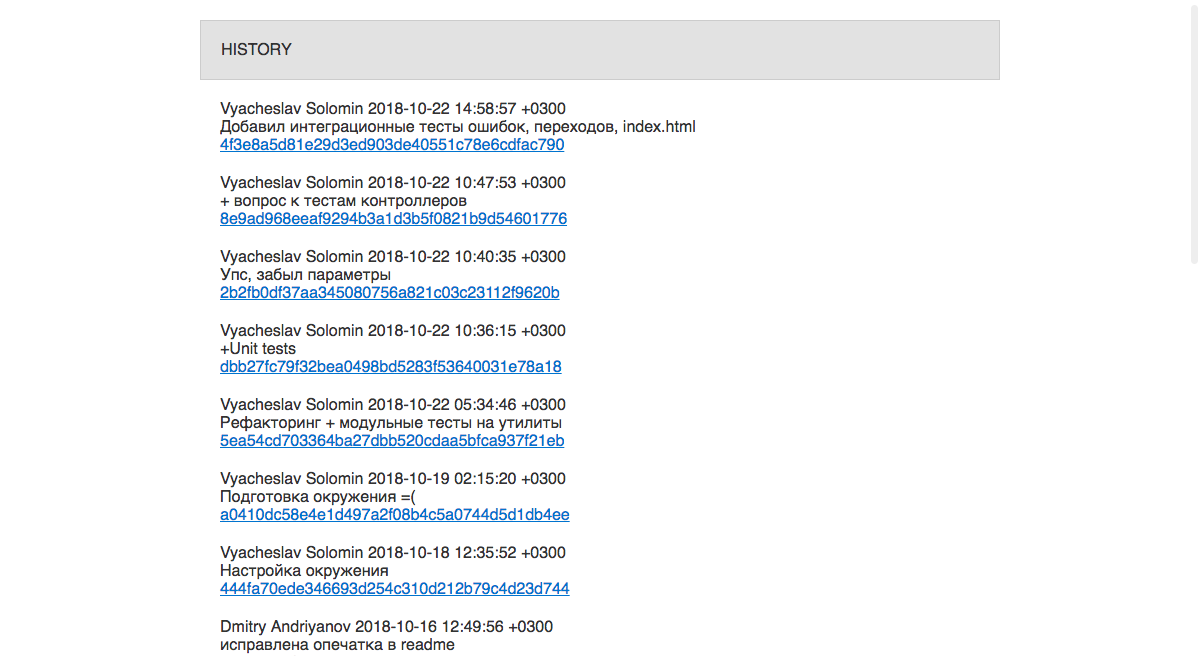 HISTORY
Vyacheslav Solomin 2018-10-22 14:58:57 +0300
Добавил интеграционные тесты ошибок, переходов, index.html
4f3e8a5d81e29d3ed903de40551c78e6cdfac790
Vyacheslav Solomin 2018-10-22 10:47:53 +0300
+ вопрос к тестам контроллеров
8e9ad968eeaf9294b3a1d3b5f0821b9d54601776
Vyacheslav Solomin 2018-10-22 10:40:35 +0300
Упс, забыл параметры
2b2fb0df37aa345080756a821c03c23112f9620b
Vyacheslav Solomin 2018-10-22 10:36:15 +0300
+Unit tests
dbb27fc79f32bea0498bd5283f53640031e78a18
Vyacheslav Solomin 2018-10-22 05:34:46 +0300
Рефакторинг + модульные тесты на утилиты
5ea54cd703364ba27dbb520cdaa5bfca937f21eb
Vyacheslav Solomin 2018-10-19 02:15:20 +0300
Подготовка окружения =(
a0410dc58e4e1d497a2f08b4c5a0744d5d1db4ee
Vyacheslav Solomin 2018-10-18 12:35:52 +0300
Настройка окружения
444fa70ede346693d254c310d212b79c4d23d744
Dmitry Andriyanov 2018-10-16 12:49:56 +0300
исправлена опечатка в readme